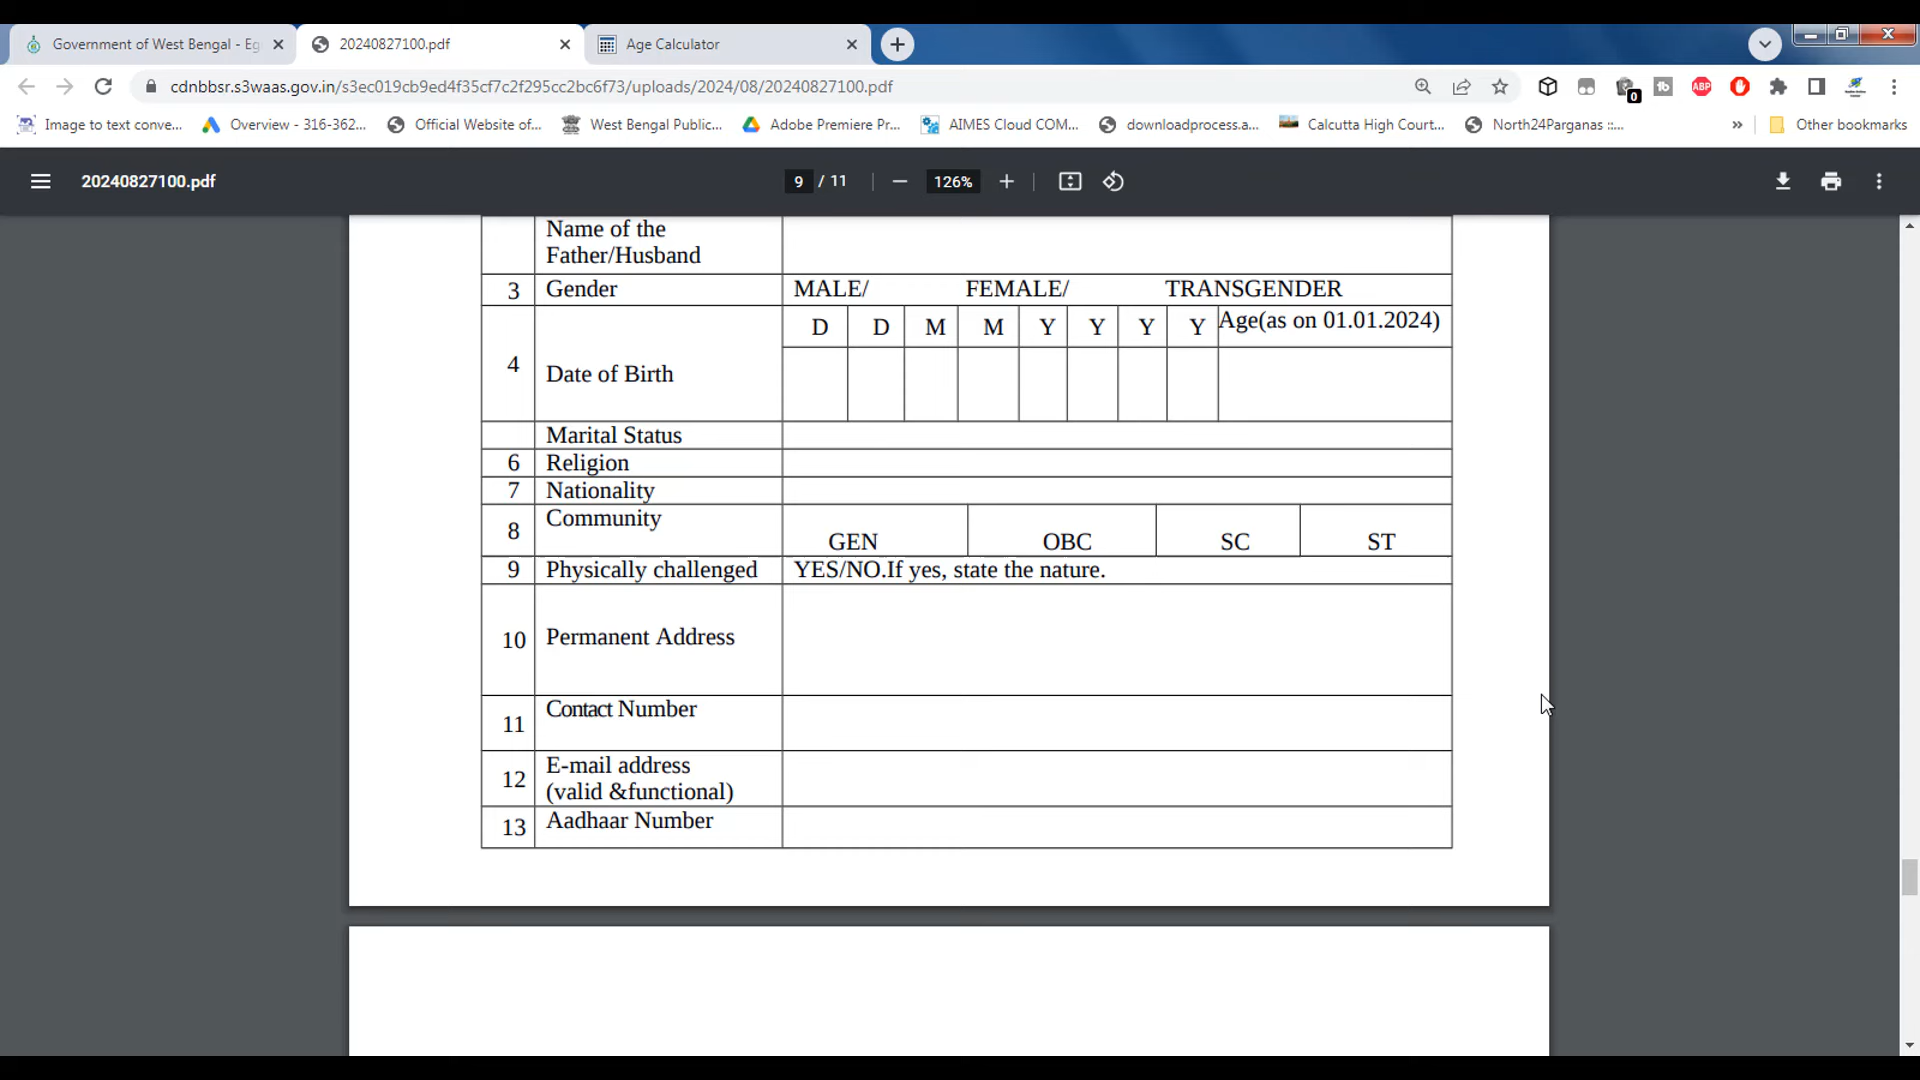 Government of West Bengal - Eg
20240827100.pdf
Age Calculator
cdnbbsr.s3waas.gov.in/s3ec019cb9ed4f35cf7c2f295cc2bc6f73/uploads/2024/08/20240827100.pdf
0
ABP
Image to text conve...
Overview - 316-362...
Official Website of...
West Bengal Public...
Adobe Premiere Pr...
AIMES Cloud COM...
downloadprocess.a...
Calcutta High Court...
North24Parganas ::...
»
Other bookmarks
20240827100.pdf
9 / 11
126%
Name of the
Father/Husband
3 Gender MALE/ FEMALE/ TRANSGENDER
D D M M Y Y Y Y Age(as on 01.01.2024)
4 Date of Birth
Marital Status
6 Religion
7 Nationality
8 Community
GEN OBC SC ST
9 Physically challenged YES/NO.If yes, state the nature.
10 Permanent Address
11 Contact Number
12 E-mail address
(valid &functional)
13 Aadhaar Number